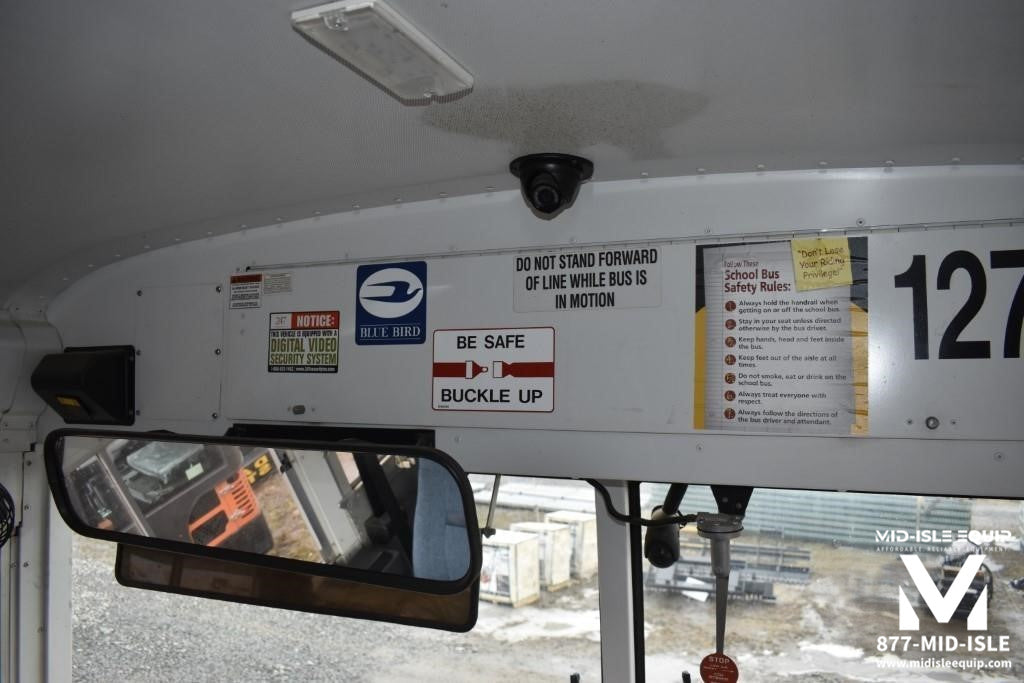 NOTICE:
THIS VEHICLE IS EQUIPPED WITH A
DIGITAL VIDEO
SECURITY SYSTEM
BLUE BIRD
DO NOT STAND FORWARD
OF LINE WHILE BUS IS
IN MOTION
BE SAFE
BUCKLE UP
Follow These
School Bus
Safety Rules:
"Don't Lose
Your Riding
Privilege!"
Always hold the handrail when
getting on or off the school bus.
Stay in your seat unless directed
otherwise by the bus driver.
Keep hands, head and feet inside
the bus.
Keep feet out of the aisle at all
times.
Do not smoke, eat or drink on the
school bus.
Always treat everyone with
respect.
Always follow the directions of
the bus driver and attendant.
127
STOP
MID-ISLE EQUIP
AFFORDABLE RELIABLE EQUIPMENT
M
877-MID-ISLE
www.midisleequip.com